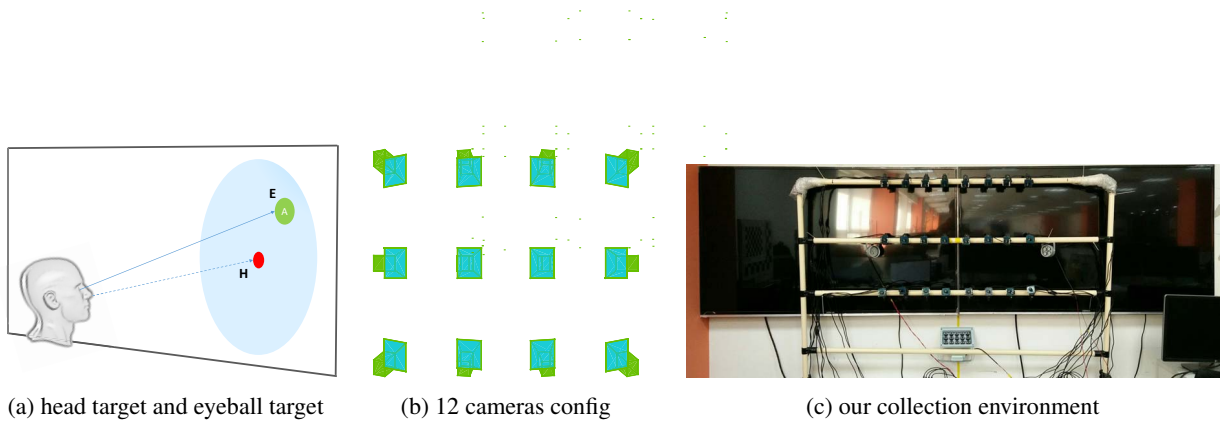 E
A
H
(a) head target and eyeball target
(b) 12 cameras config
(c) our collection environment